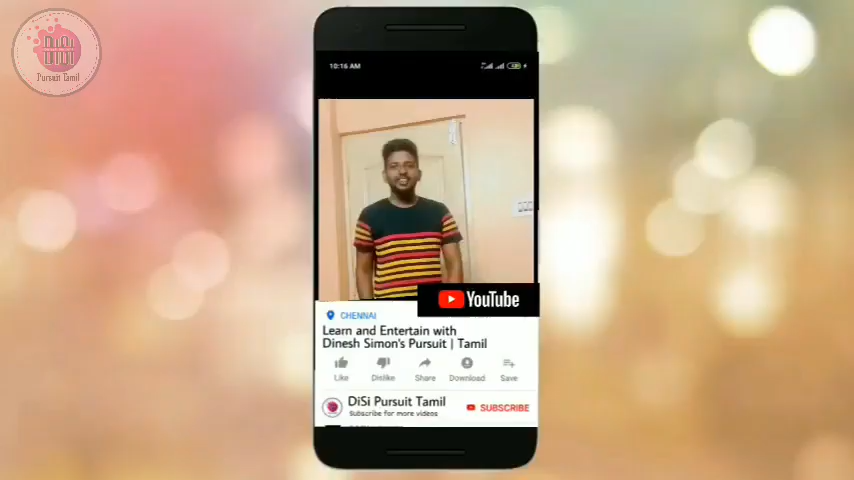 DiSi
Pursuit Tamil
10:16 AM
YouTube
CHENNAI
Learn and Entertain with
Dinesh Simon's Pursuit | Tamil
Like Dislike Share Download Save
DiSi Pursuit Tamil
Subscribe for more videos
SUBSCRIBE